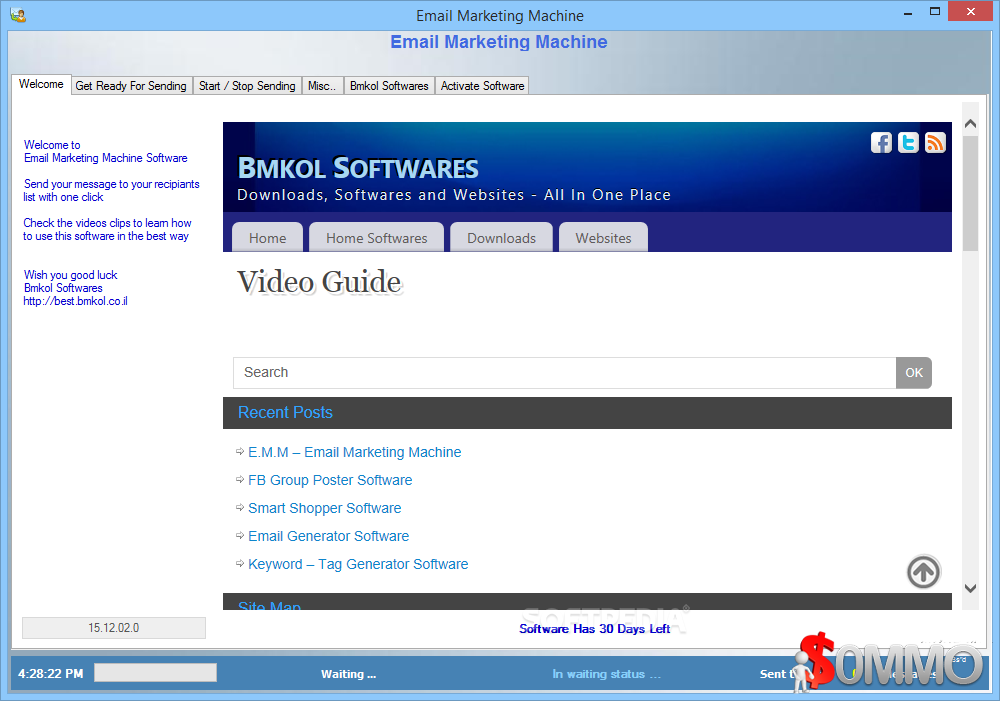 Email Marketing Machine
Email Marketing Machine
Welcome
Get Ready For Sending
Start / Stop Sending
Misc..
Bmkol Softwares
Activate Software
Welcome to
Email Marketing Machine Software
Send your message to your recipiants
list with one click
Check the videos clips to learn how
to use this software in the best way
Wish you good luck
Bmkol Softwares
http://best.bmkol.co.il
Bmkol Softwares
Downloads, Softwares and Websites - All In One Place
Home
Home Softwares
Downloads
Websites
Video Guide
Search
OK
Recent Posts
E.M.M – Email Marketing Machine
FB Group Poster Software
Smart Shopper Software
Email Generator Software
Keyword – Tag Generator Software
Site Map
SOFTPEDIA
15.12.02.0
Software Has 30 Days Left
4:28:22 PM
Waiting ...
In waiting status ...
Sent
$OMMO